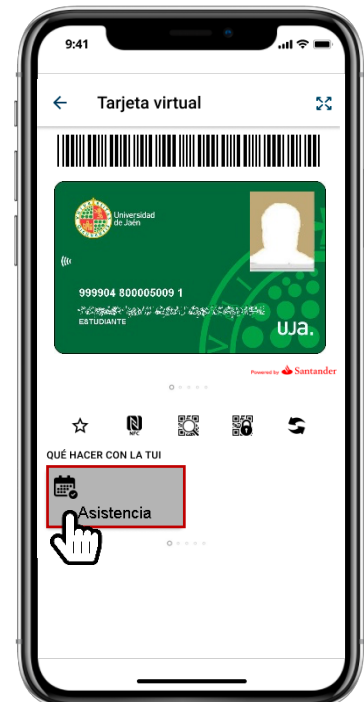 9:41
Tarjeta virtual
Universidad
de Jaén
999904 800005009 1
ESTUDIANTE
uja.
Powered by Santander
NFC
QUÉ HACER CON LA TUI
Asistencia